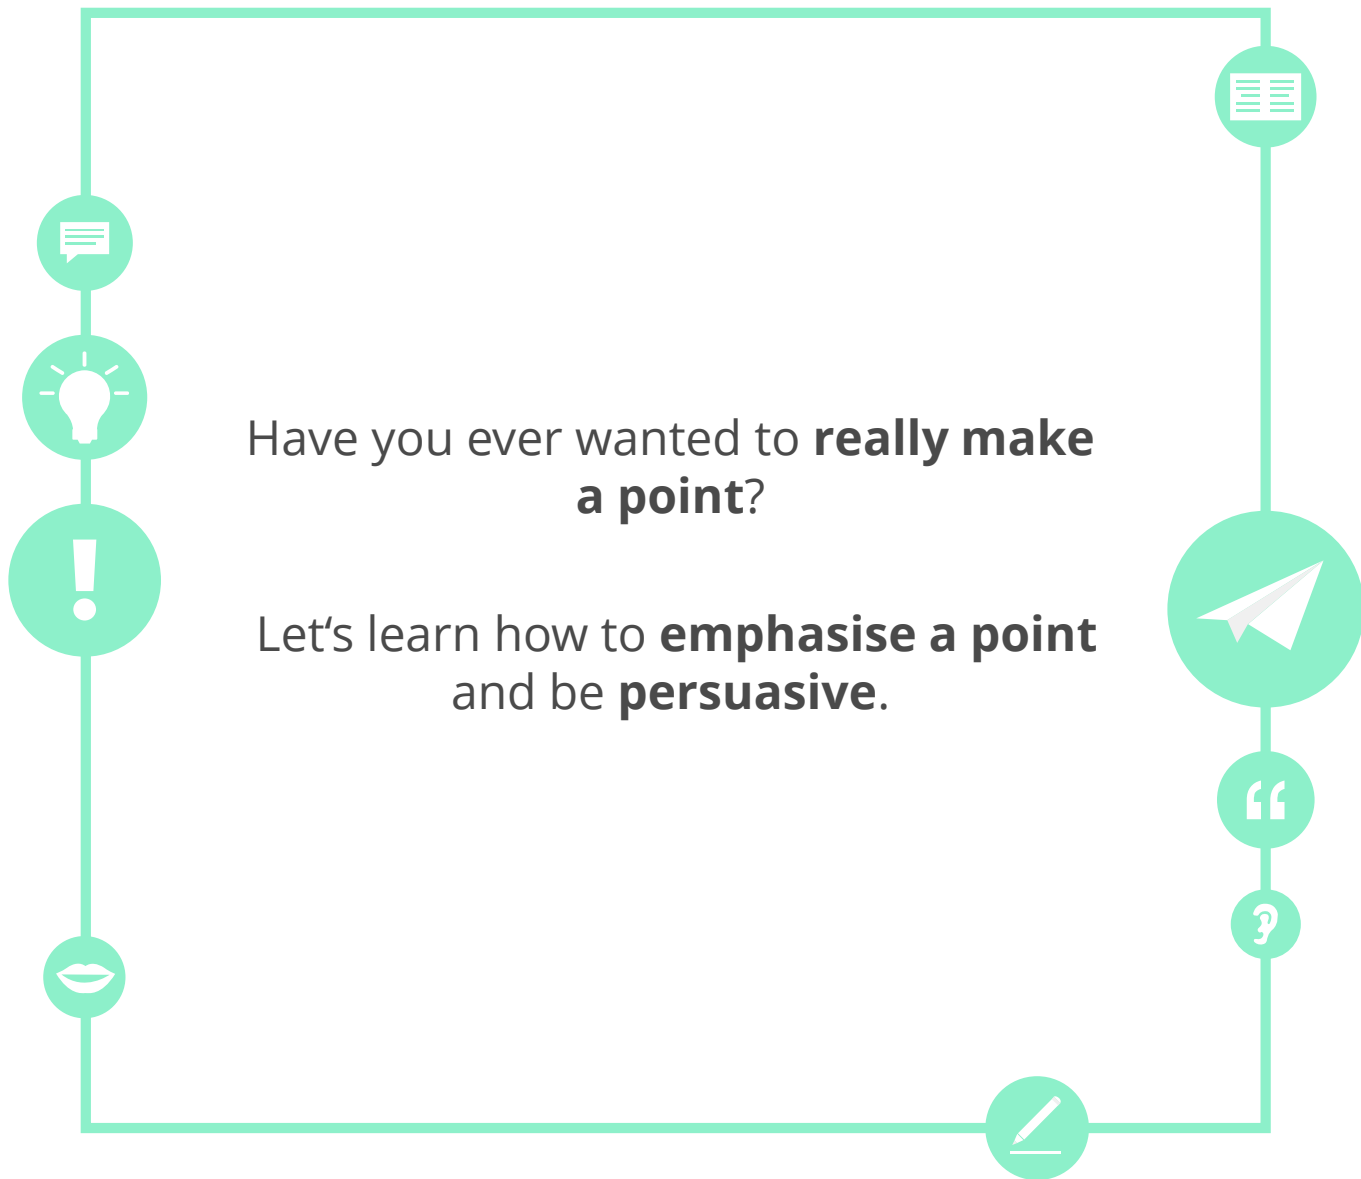 Have you ever wanted to really make
a point?
Let‘s learn how to emphasise a point
and be persuasive.